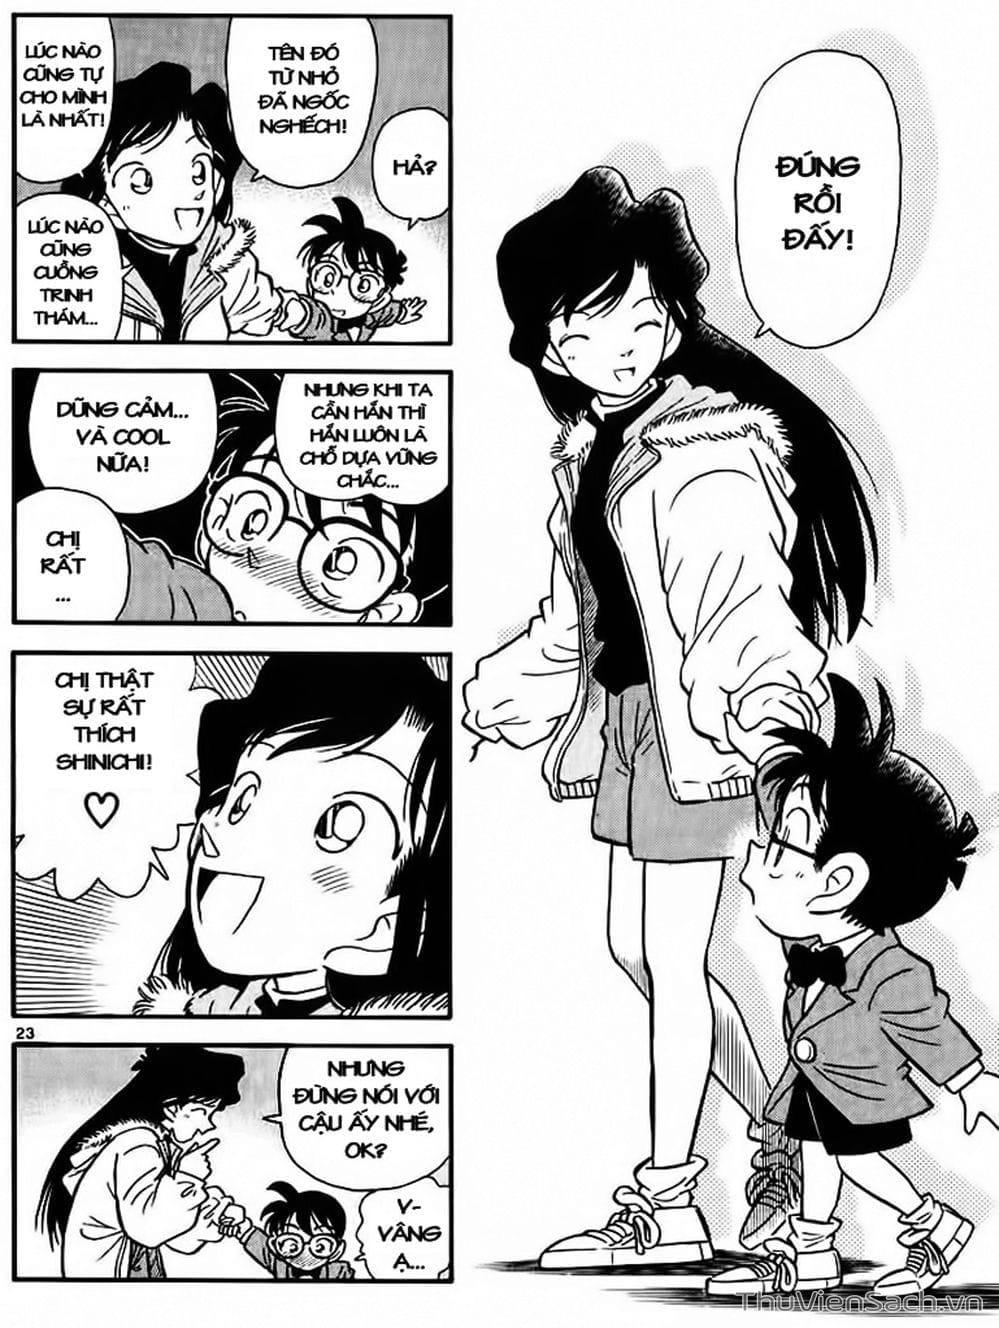 ĐÚNG
RỒI
ĐẤY!
TÊN ĐÓ
TỪ NHỎ
ĐÃ NGỐC
NGHẾCH!
LÚC NÀO
CŨNG TỰ
CHO MÌNH
LÀ NHẤT!
HẢ?
LÚC NÀO
CŨNG
CUỒNG
TRINH
THÁM...
NHƯNG KHI TA
CẦN HẮN THÌ
HẮN LUÔN LÀ
CHỖ DỰA VỮNG
CHẮC...
DŨNG CẢM...
VÀ COOL
NỮA!
CHỊ
RẤT
...
CHỊ THẬT
SỰ RẤT
THÍCH
SHINICHI!
♡
23
NHƯNG
ĐỪNG NÓI VỚI
CẬU ẤY NHÉ,
OK?
V-
VÂNG
Ạ...
ThuVienSach.vn